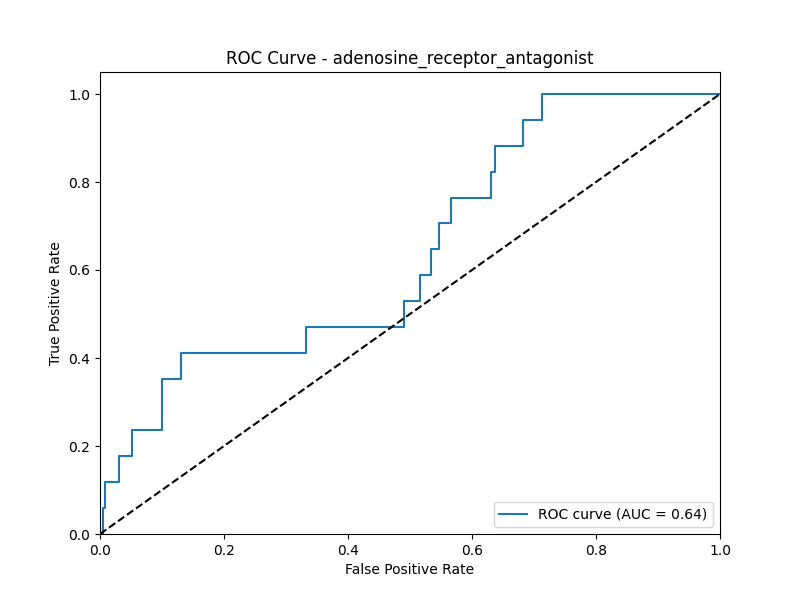 ROC Curve - adenosine_receptor_antagonist
True Positive Rate
1.0
0.8
0.6
0.4
0.2
0.0
0.0 0.2 0.4 0.6 0.8 1.0
False Positive Rate
ROC curve (AUC = 0.64)